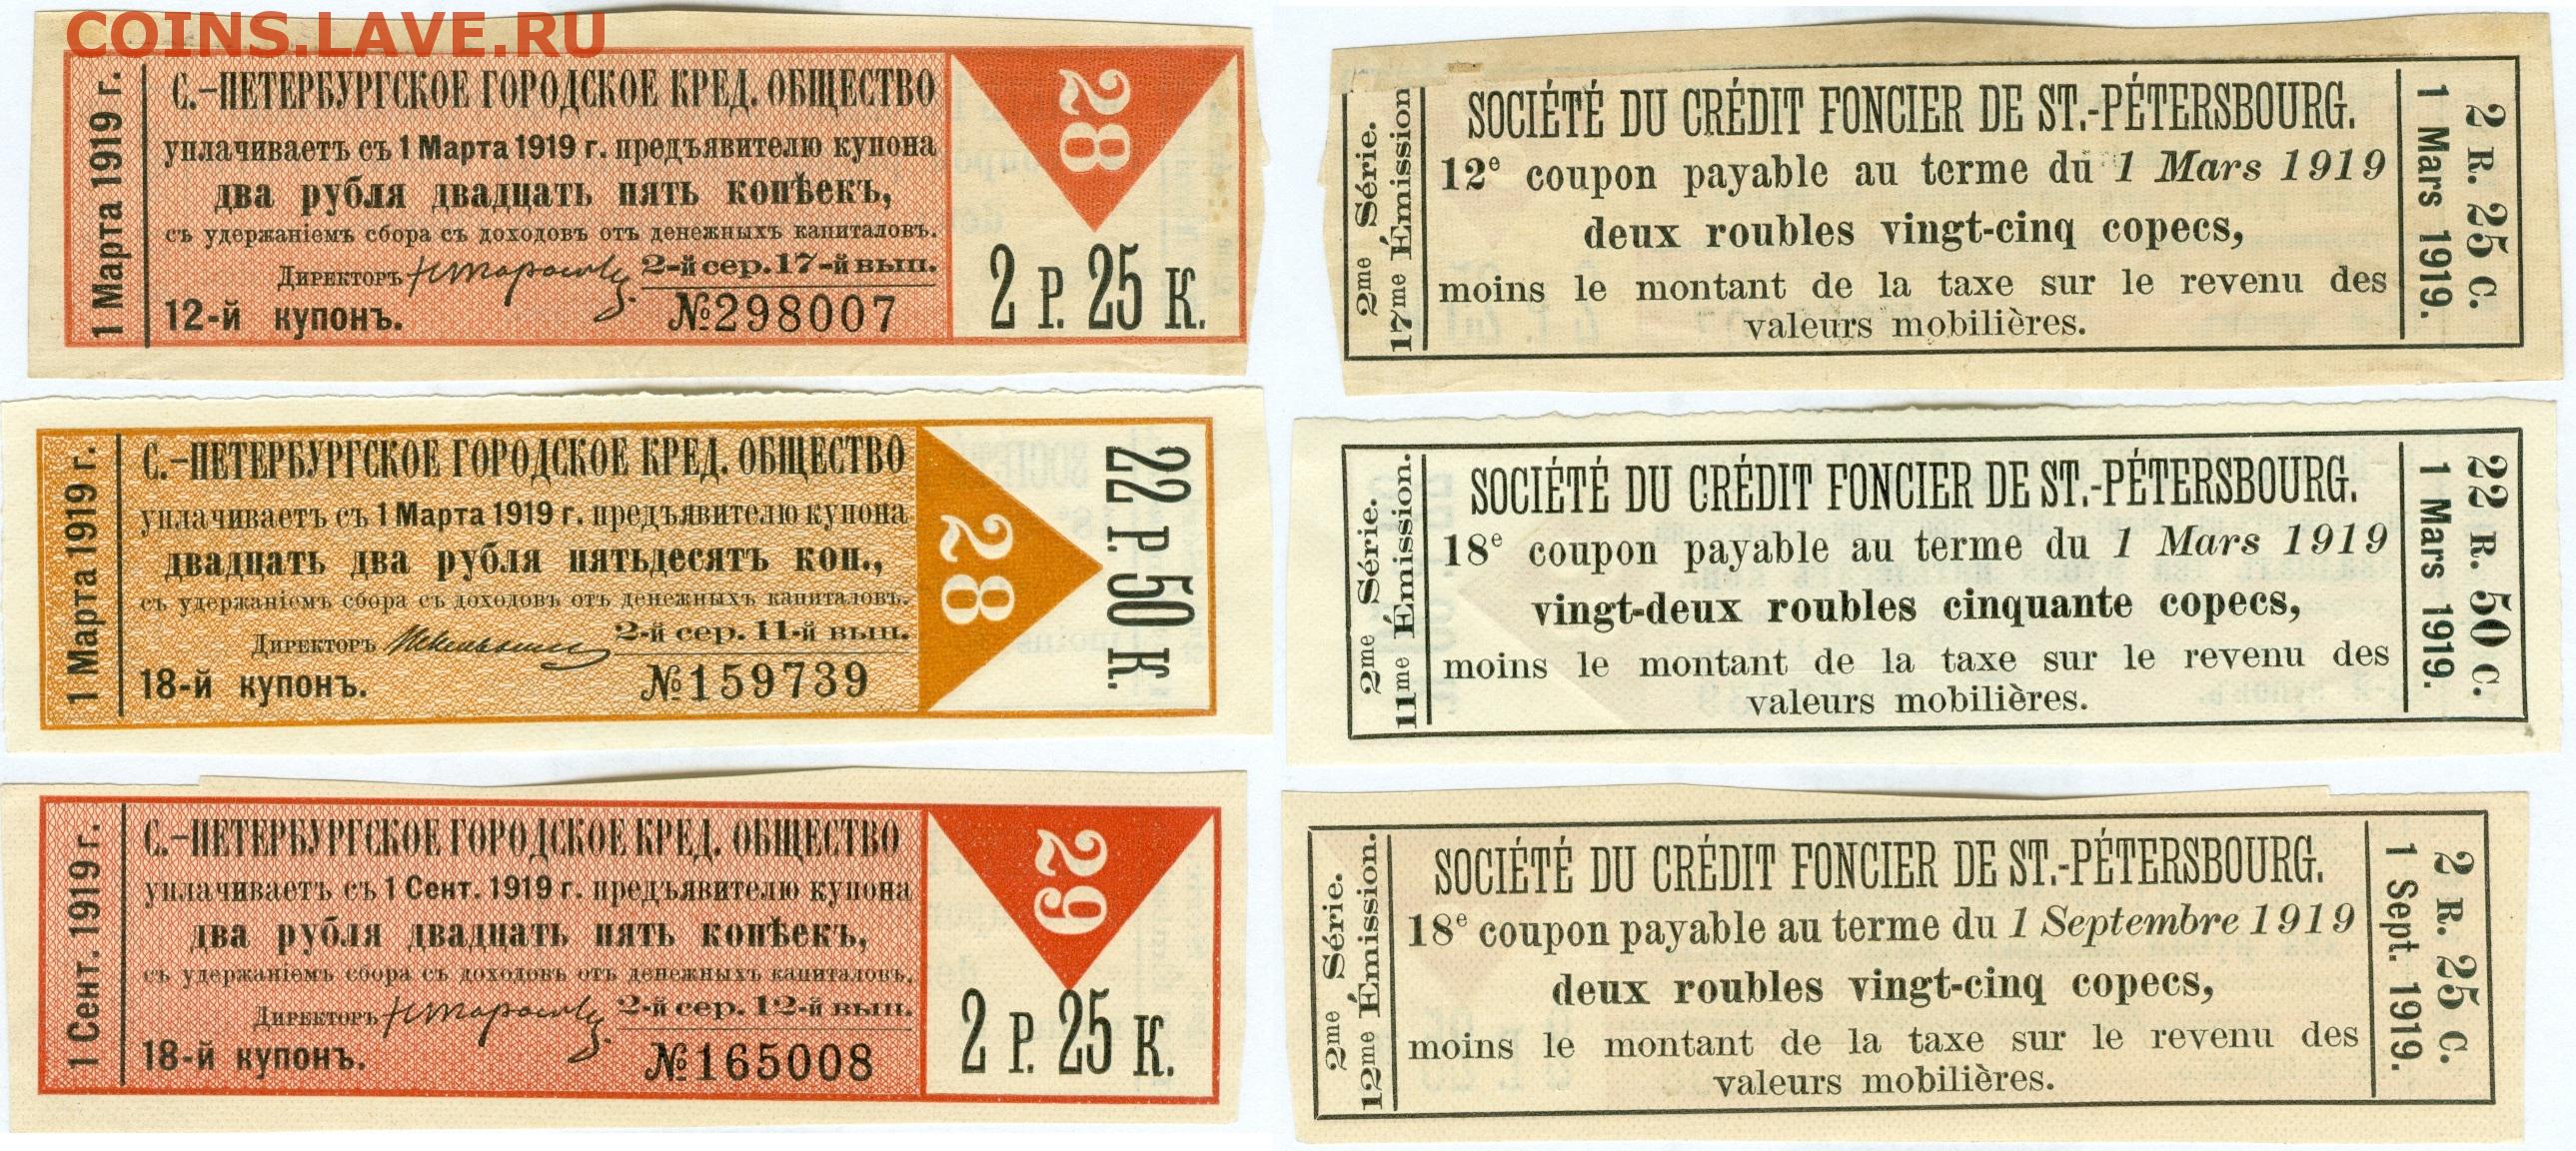 COINS.LAVE.RU
1 Марта 1919 г.
С.-ПЕТЕРБУРГСКОЕ ГОРОДСКОЕ КРЕД. ОБЩЕСТВО
уплачиваетъ съ 1 Марта 1919 г. предъявителю купона
два рубля двадцать пять копѣекъ,
съ удержаніемъ сбора съ доходовъ отъ денежныхъ капиталовъ.
Директоръ
2-й сер. 17-й вып.
12-й купонъ.
№298007
28
2 Р. 25 К.
2me Série.
17me Émission
SOCIÉTÉ DU CRÉDIT FONCIER DE ST.-PÉTERSBOURG.
12e coupon payable au terme du 1 Mars 1919
deux roubles vingt-cinq copecs,
moins le montant de la taxe sur le revenu des
valeurs mobilières.
1 Mars 1919.
2 R. 25 C.
1 Марта 1919 г.
С.-ПЕТЕРБУРГСКОЕ ГОРОДСКОЕ КРЕД. ОБЩЕСТВО
уплачиваетъ съ 1 Марта 1919 г. предъявителю купона
двадцать два рубля пятьдесятъ коп.,
съ удержаніемъ сбора съ доходовъ отъ денежныхъ капиталовъ.
Директоръ
2-й сер. 11-й вып.
18-й купонъ.
№159739
28
22 Р. 50 К.
2me Série.
11me Émission.
SOCIÉTÉ DU CRÉDIT FONCIER DE ST.-PÉTERSBOURG.
18e coupon payable au terme du 1 Mars 1919
vingt-deux roubles cinquante copecs,
moins le montant de la taxe sur le revenu des
valeurs mobilières.
1 Mars 1919.
22 R. 50 C.
1 Сент. 1919 г.
С.-ПЕТЕРБУРГСКОЕ ГОРОДСКОЕ КРЕД. ОБЩЕСТВО
уплачиваетъ съ 1 Сент. 1919 г. предъявителю купона
два рубля двадцать пять копѣекъ,
съ удержаніемъ сбора съ доходовъ отъ денежныхъ капиталовъ.
Директоръ
2-й сер. 12-й вып.
18-й купонъ.
№165008
29
2 Р. 25 К.
2me Série.
12me Émission.
SOCIÉTÉ DU CRÉDIT FONCIER DE ST.-PÉTERSBOURG.
18e coupon payable au terme du 1 Septembre 1919
deux roubles vingt-cinq copecs,
moins le montant de la taxe sur le revenu des
valeurs mobilières.
1 Sept. 1919.
2 R. 25 C.